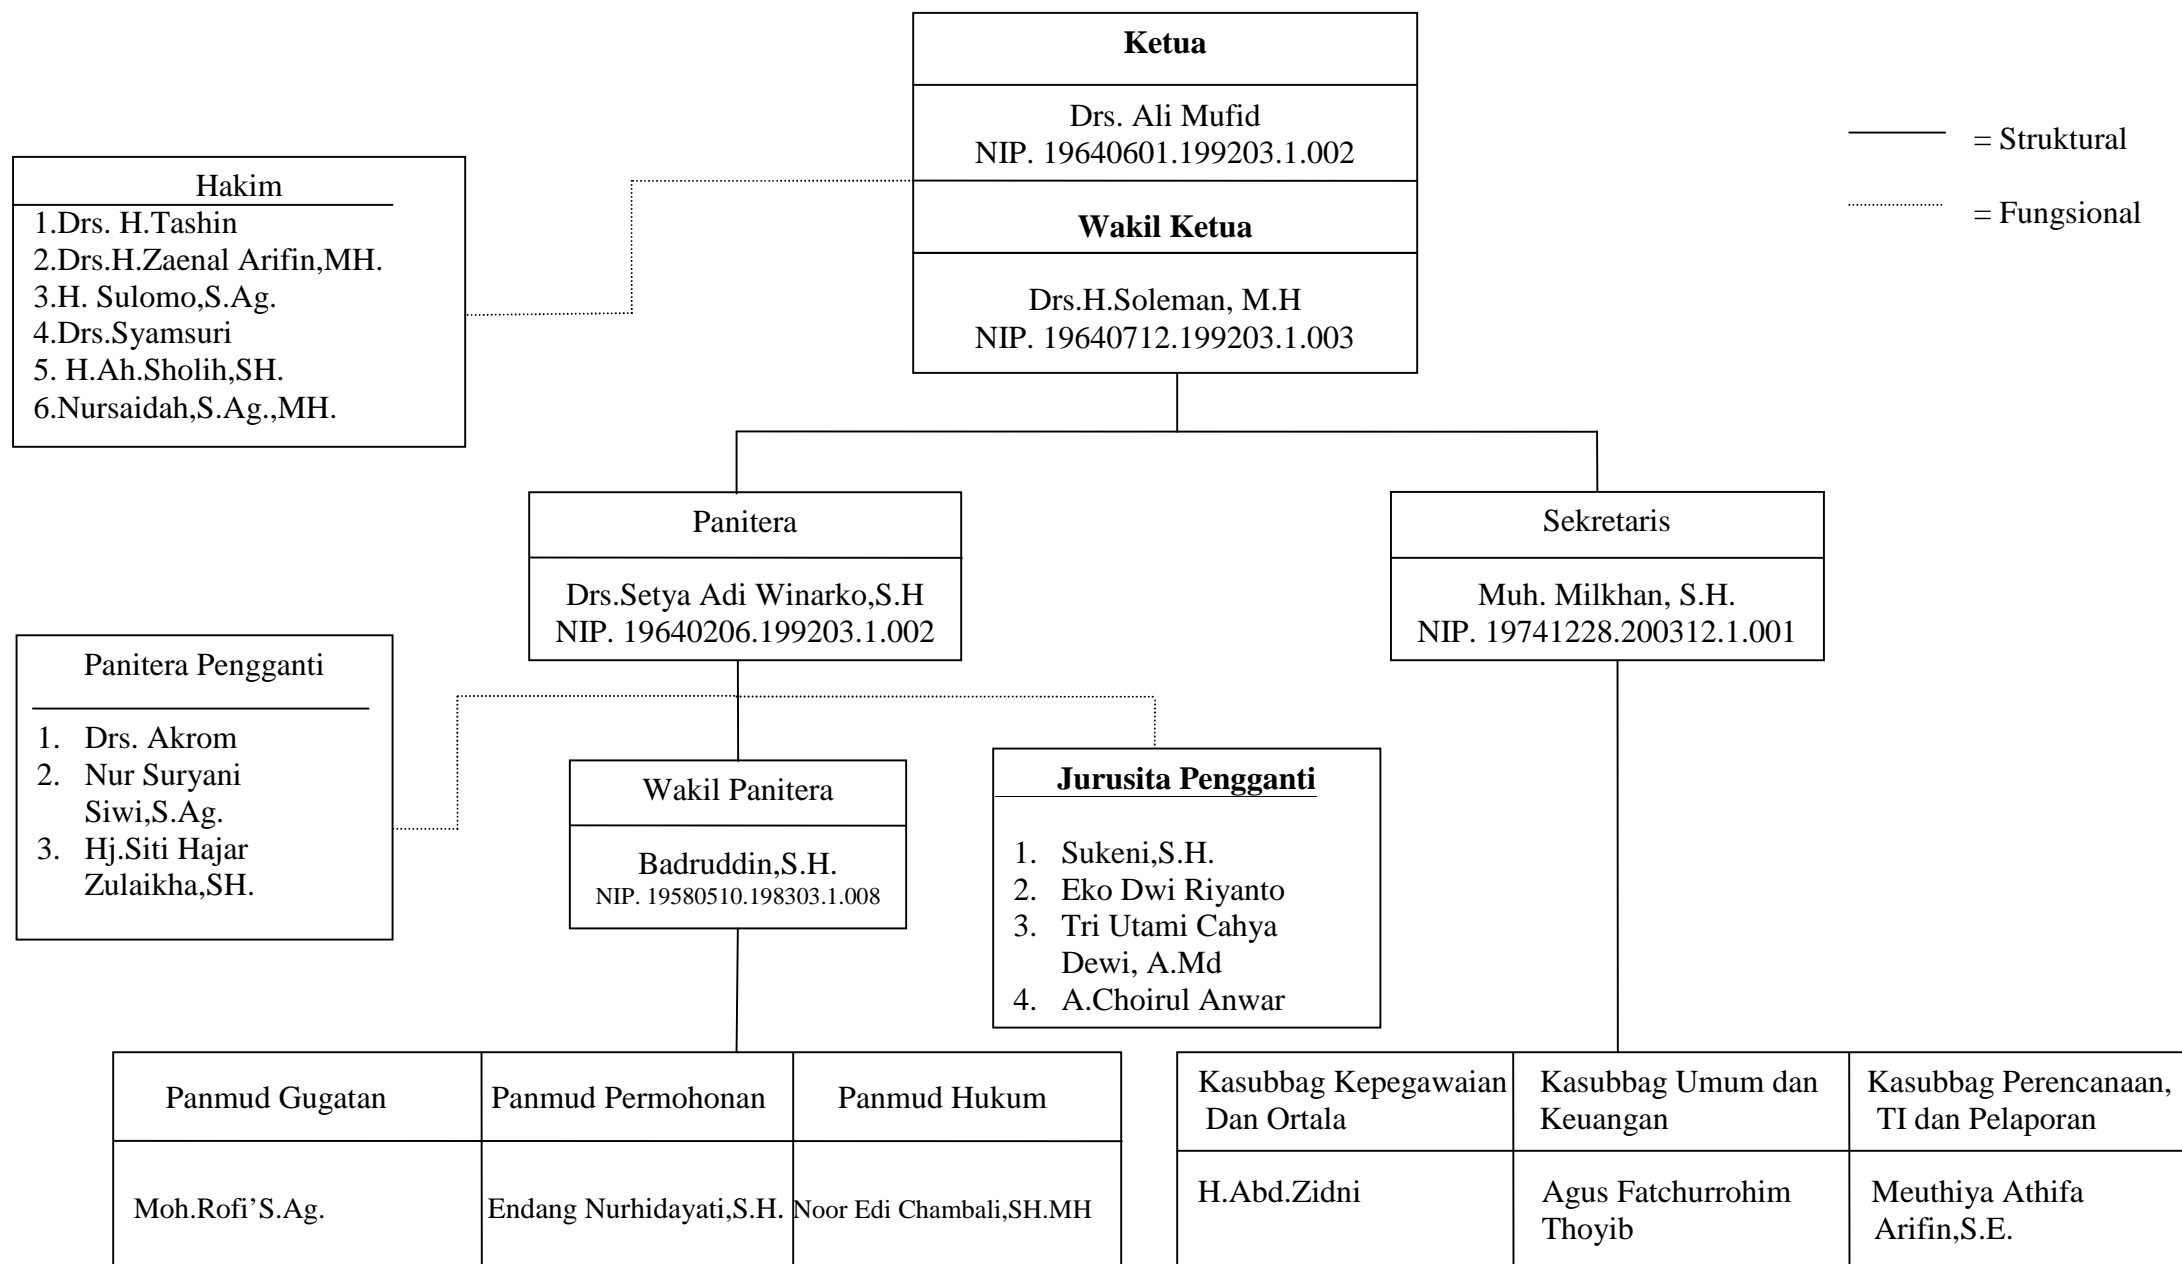 Ketua
Drs. Ali Mufid
NIP. 19640601.199203.1.002
Wakil Ketua
Drs.H.Soleman, M.H
NIP. 19640712.199203.1.003
= Struktural
= Fungsional
Hakim
1.Drs. H.Tashin
2.Drs.H.Zaenal Arifin,MH.
3.H. Sulomo,S.Ag.
4.Drs.Syamsuri
5. H.Ah.Sholih,SH.
6.Nursaidah,S.Ag.,MH.
Panitera
Drs.Setya Adi Winarko,S.H
NIP. 19640206.199203.1.002
Sekretaris
Muh. Milkhan, S.H.
NIP. 19741228.200312.1.001
Panitera Pengganti
1. Drs. Akrom
2. Nur Suryani
Siwi,S.Ag.
3. Hj.Siti Hajar
Zulaikha,SH.
Wakil Panitera
Badruddin,S.H.
NIP. 19580510.198303.1.008
Jurusita Pengganti
1. Sukeni,S.H.
2. Eko Dwi Riyanto
3. Tri Utami Cahya
Dewi, A.Md
4. A.Choirul Anwar
Panmud Gugatan
Moh.Rofi’S.Ag.
Panmud Permohonan
Endang Nurhidayati,S.H.
Panmud Hukum
Noor Edi Chambali,SH.MH
Kasubbag Kepegawaian
Dan Ortala
H.Abd.Zidni
Kasubbag Umum dan
Keuangan
Agus Fatchurrohim
Thoyib
Kasubbag Perencanaan,
TI dan Pelaporan
Meuthiya Athifa
Arifin,S.E.